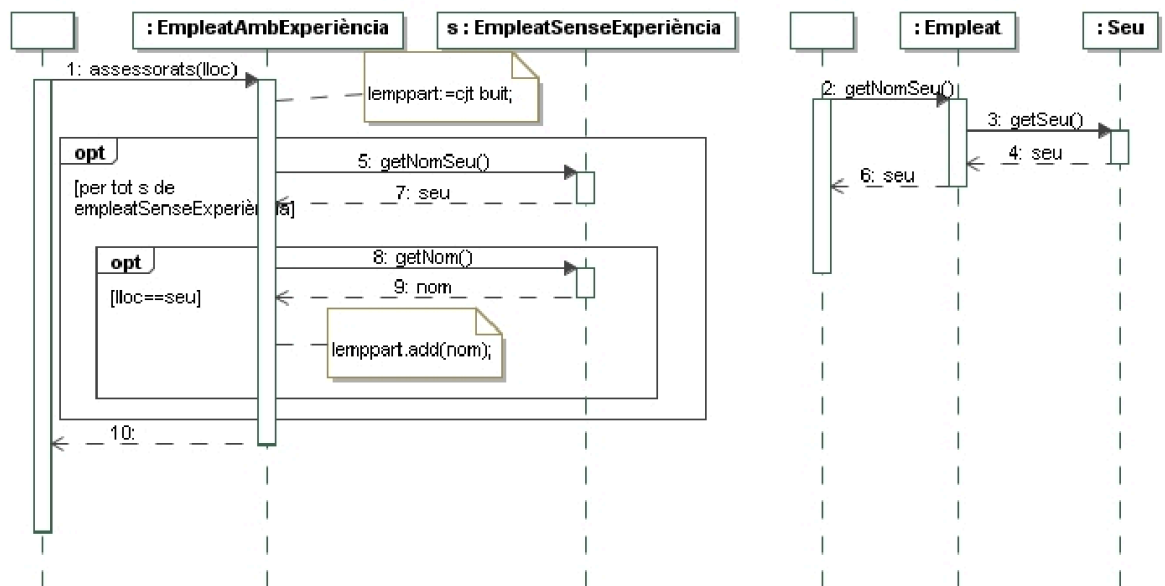 : EmpleatAmbExperiència
s : EmpleatSenseExperiència
: Empleat
: Seu
1: assessorats(lloc)
lemppart:=cjt buit;
2: getNomSeu()
3: getSeu()
4: seu
opt
5: getNomSeu()
6: seu
[per tot s de
empleatSenseExperiència]
7: seu
opt
8: getNom()
[lloc==seu]
9: nom
lemppart.add(nom);
10: